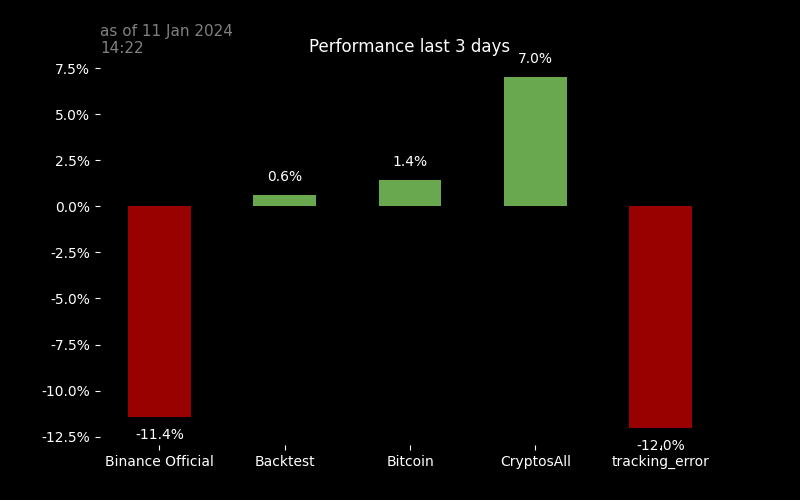 as of 11 Jan 2024
14:22
Performance last 3 days
7.5%
5.0%
2.5%
0.0%
-2.5%
-5.0%
-7.5%
-10.0%
-12.5%
-11.4%
0.6%
1.4%
7.0%
-12.0%
Binance Official
Backtest
Bitcoin
CryptosAll
tracking_error